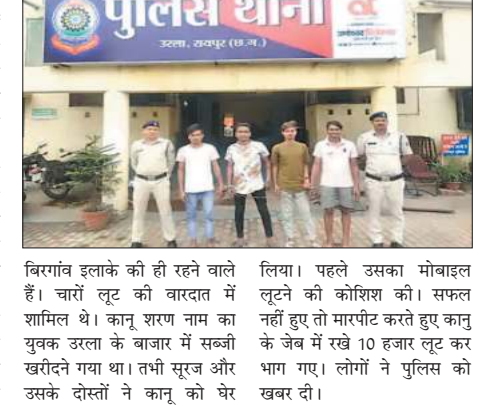 पुलिस थाना
उरला, रायपुर (छ.ग.)
बिरगांव इलाके की ही रहने वाले
हैं। चारों लूट की वारदात में
शामिल थे। कानू शरण नाम का
युवक उरला के बाजार में सब्जी
खरीदने गया था। तभी सूरज और
उसके दोस्तों ने कानू को घेर
लिया। पहले उसका मोबाइल
लूटने की कोशिश की। सफल
नहीं हुए तो मारपीट करते हुए कानु
के जेब में रखे 10 हजार लूट कर
भाग गए। लोगों ने पुलिस को
खबर दी।